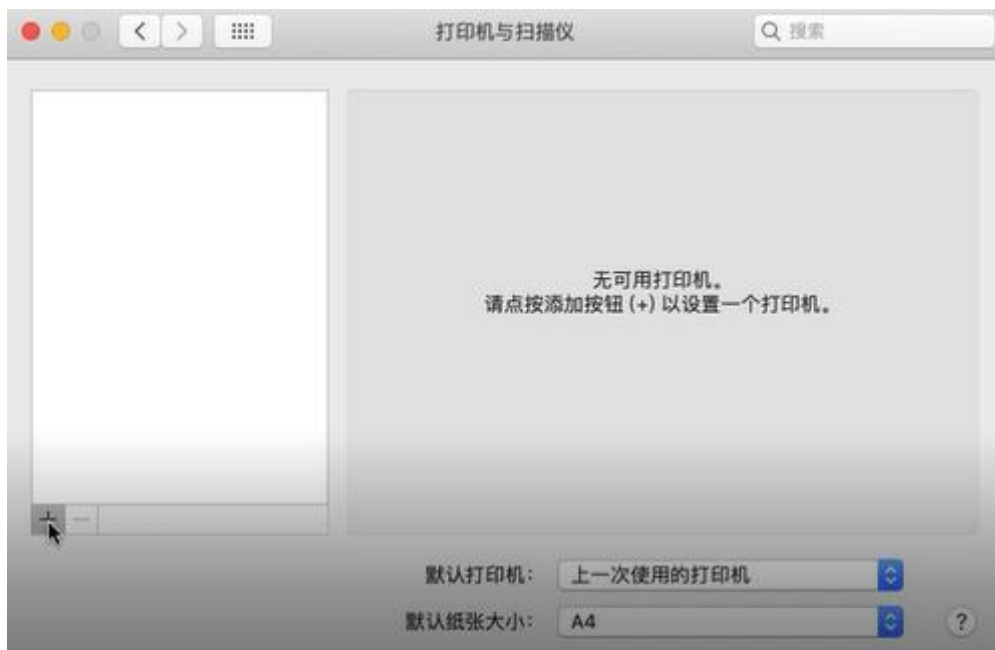 打印机与扫描仪
搜索
无可用打印机。
请点按添加按钮 (+) 以设置一个打印机。
默认打印机：
上一次使用的打印机
默认纸张大小：
A4
?